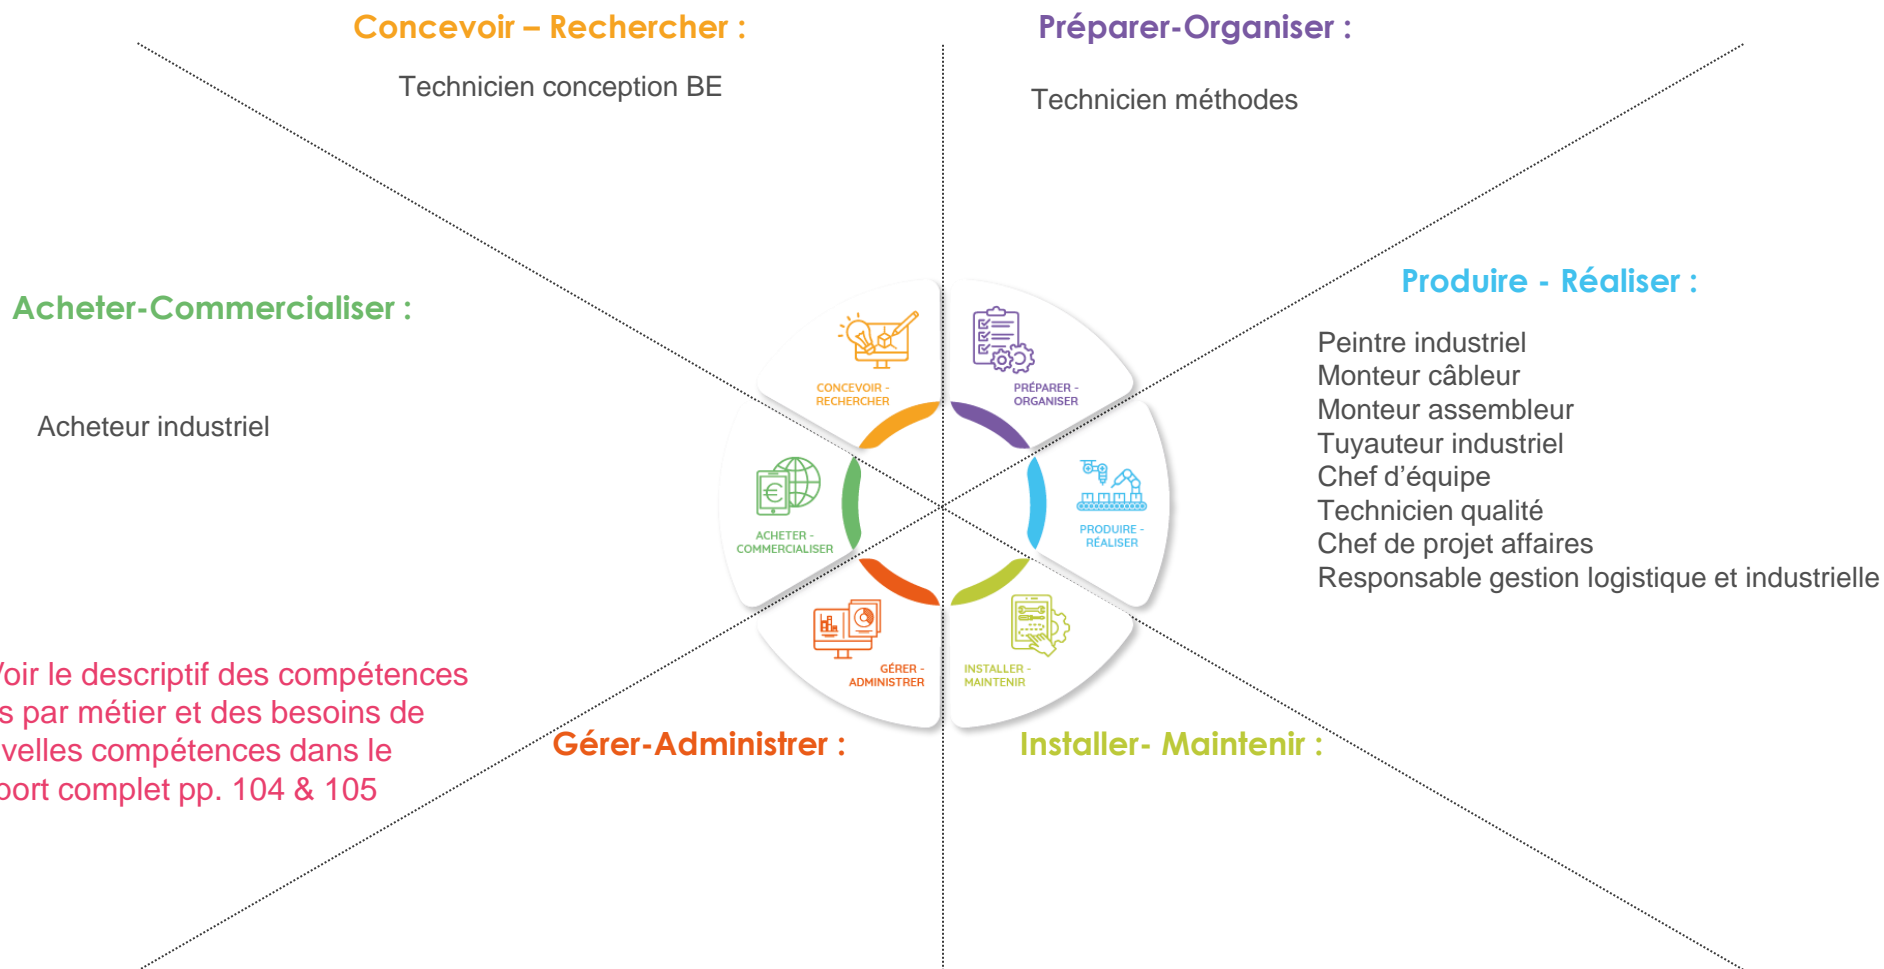 Concevoir – Rechercher :
Technicien conception BE
Préparer-Organiser :
Technicien méthodes
Acheter-Commercialiser :
Acheteur industriel
Produire - Réaliser :
Peintre industriel
Monteur câbleur
Monteur assembleur
Tuyauteur industriel
Chef d’équipe
Technicien qualité
Chef de projet affaires
Responsable gestion logistique et industrielle
CONCEVOIR -
RECHERCHER
PRÉPARER -
ORGANISER
ACHETER -
COMMERCIALISER
PRODUIRE -
RÉALISER
GÉRER -
ADMINISTRER
INSTALLER -
MAINTENIR
Voir le descriptif des compétences
par métier et des besoins de
velles compétences dans le
port complet pp. 104 & 105
Gérer-Administrer :
Installer- Maintenir :